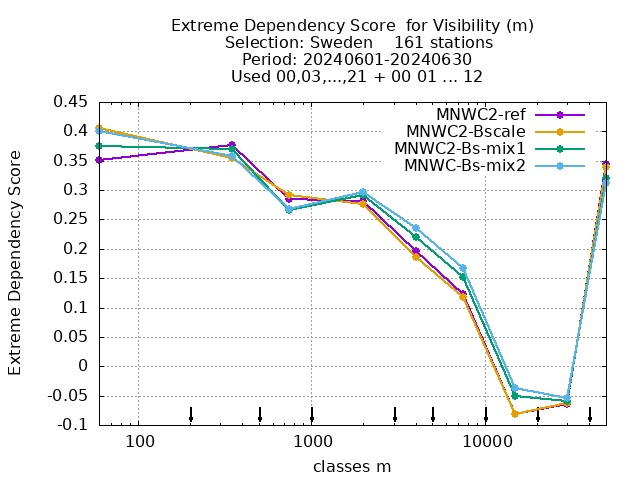 Extreme Dependency Score  for Visibility (m)
Selection: Sweden    161 stations
Period: 20240601-20240630
Used 00,03,...,21 + 00 01 ... 12
MNWC2-ref
MNWC2-Bscale
MNWC2-Bs-mix1
MNWC-Bs-mix2
Extreme Dependency Score
0.45
0.4
0.35
0.3
0.25
0.2
0.15
0.1
0.05
0
-0.05
-0.1
100
1000
10000
classes m